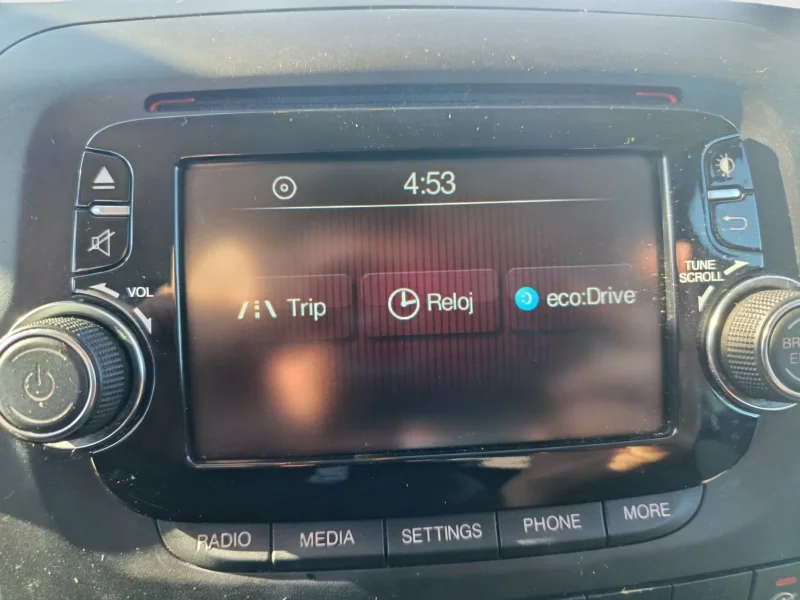 4:53
VOL
TUNE
SCROLL
Trip
Reloj
eco:Drive
RADIO
MEDIA
SETTINGS
PHONE
MORE